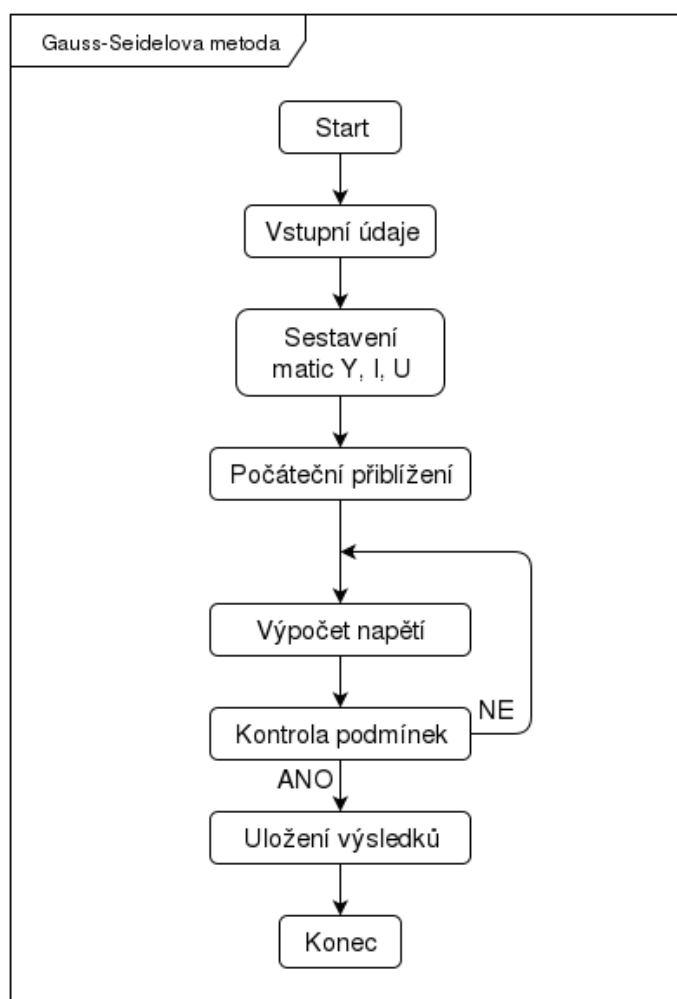 Gauss-Seidelova metoda
Start
Vstupní údaje
Sestavení
matic Y, I, U
Počáteční přiblížení
Výpočet napětí
Kontrola podmínek
NE
ANO
Uložení výsledků
Konec